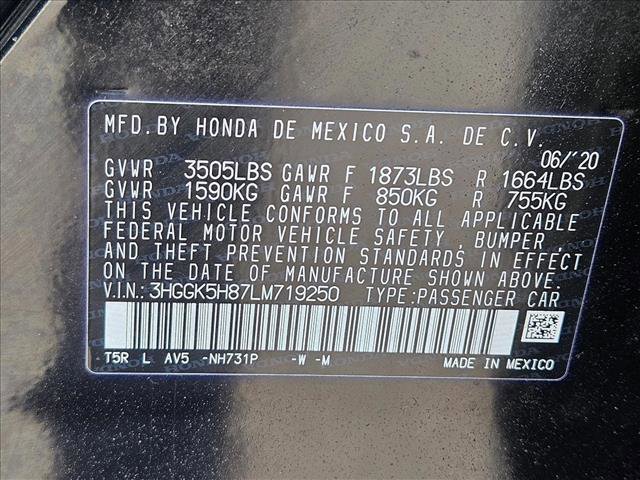 MFD. BY HONDA DE MEXICO S.A. DE C.V.
06/'20
GVWR 3505LBS GAWR F 1873LBS R 1664LBS
GVWR 1590KG GAWR F 850KG R 755KG
THIS VEHICLE CONFORMS TO ALL APPLICABLE
FEDERAL MOTOR VEHICLE SAFETY, BUMPER
AND THEFT PREVENTION STANDARDS IN EFFECT
ON THE DATE OF MANUFACTURE SHOWN ABOVE.
V.I.N.:3HGGK5H87LM719250 TYPE:PASSENGER CAR
T5R L AV5 -NH731P -W -M
MADE IN MEXICO